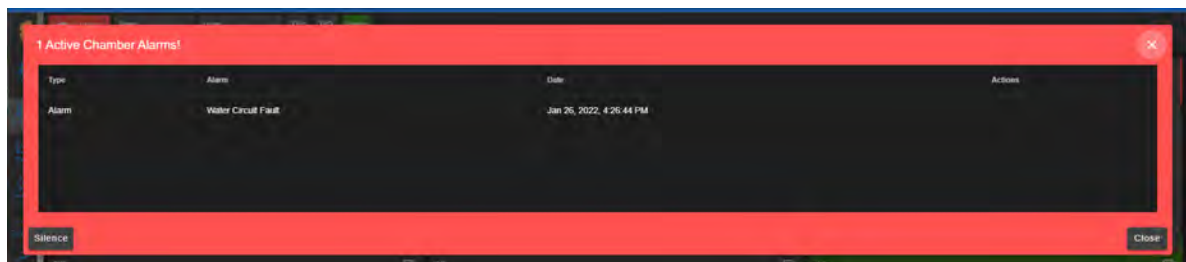 1 Active Chamber Alarms!
Type Alarm Date Actions
Alarm Water Circuit Fault Jan 26, 2022, 4:26:44 PM
Silence Close